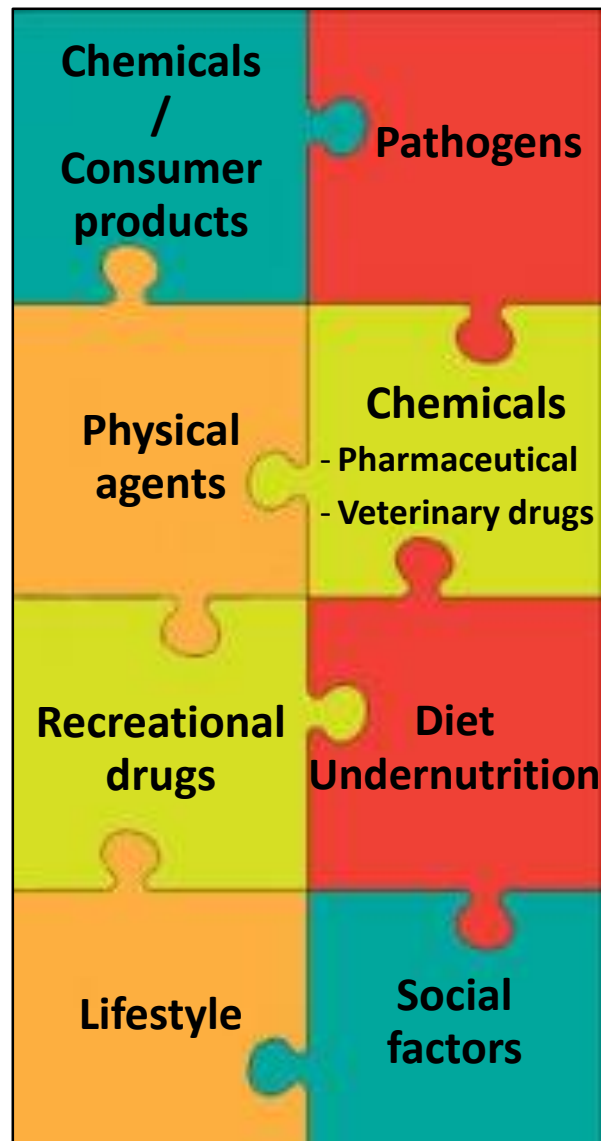 Chemicals
/
Consumer
products
Pathogens
Physical
agents
Chemicals
- Pharmaceutical
- Veterinary drugs
Recreational
drugs
Diet
Undernutrition
Lifestyle
Social
factors